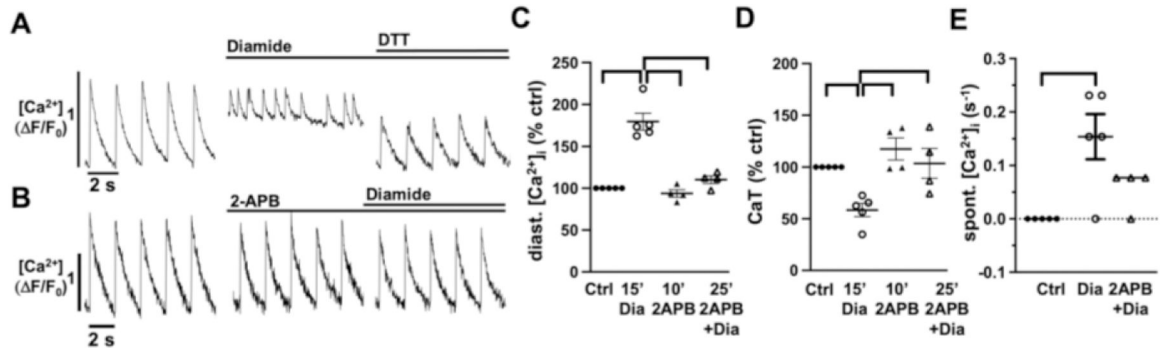 A
Diamide
DTT
[Ca²⁺]
(ΔF/F₀)
1
2 s
B
2-APB
Diamide
[Ca²⁺]
(ΔF/F₀)
1
2 s
C
diast. [Ca²⁺]ᵢ (% ctrl)
250
200
150
100
50
0
Ctrl 15' 10' 25'
Dia 2APB 2APB
+Dia
D
CaT (% ctrl)
200
150
100
50
0
Ctrl 15' 10' 25'
Dia 2APB 2APB
+Dia
E
spont. [Ca²⁺]ᵢ (s⁻¹)
0.3
0.2
0.1
0.0
-0.1
Ctrl Dia 2APB
+Dia